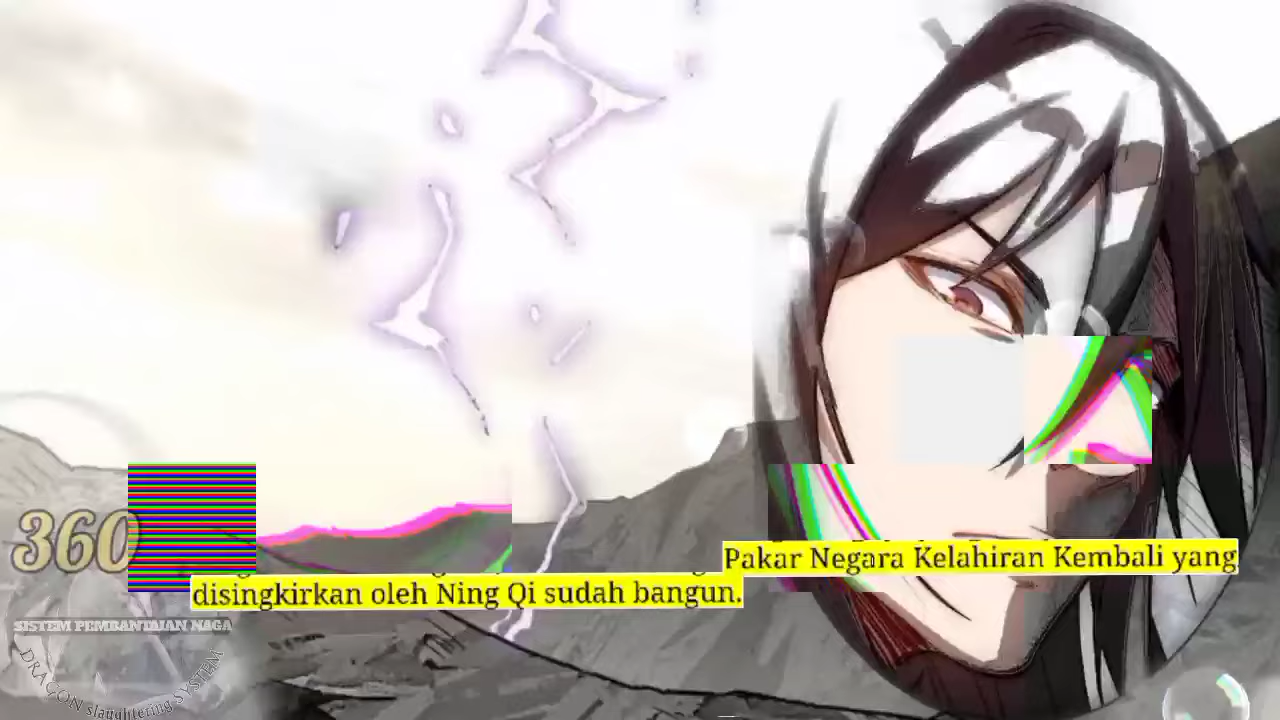 360
Pakar Negara Kelahiran Kembali yang
disingkirkan oleh Ning Qi sudah bangun.
SISTEM PEMBANTAIAN NAGA
DRAGON slaughtering SYSTEM